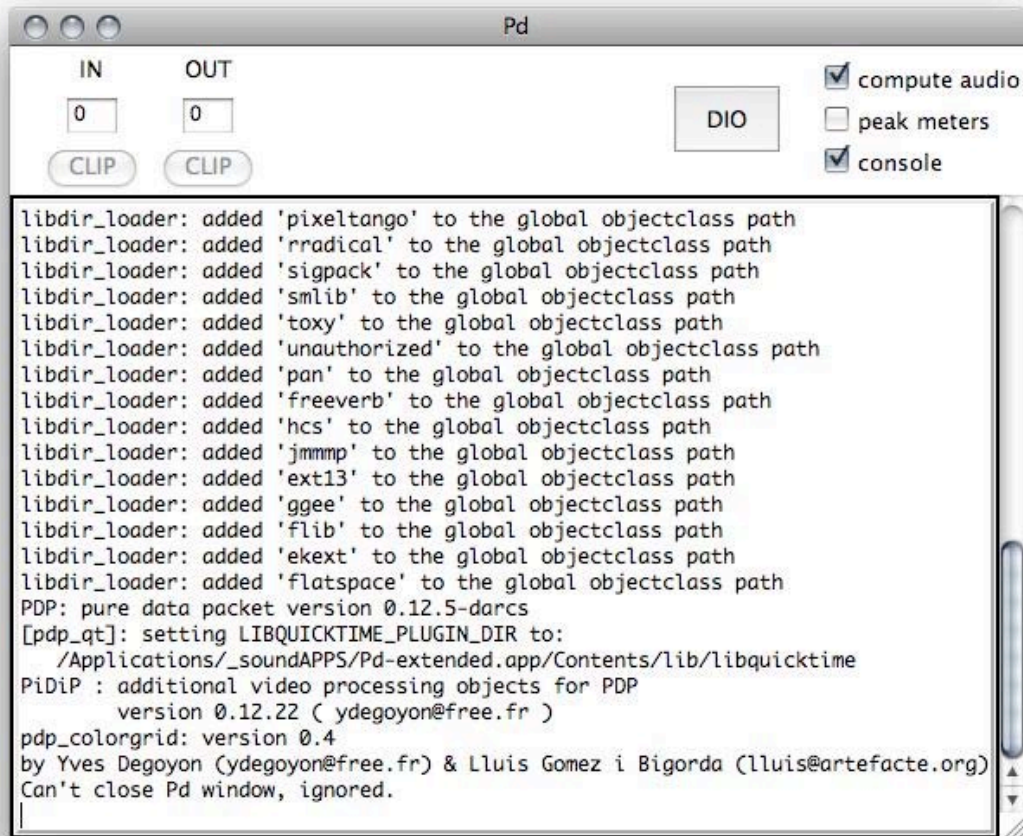 Pd
IN OUT
0 0
CLIP CLIP
DIO
compute audio
peak meters
console
libdir_loader: added 'pixeltango' to the global objectclass path
libdir_loader: added 'rradical' to the global objectclass path
libdir_loader: added 'sigpack' to the global objectclass path
libdir_loader: added 'smlib' to the global objectclass path
libdir_loader: added 'toxy' to the global objectclass path
libdir_loader: added 'unauthorized' to the global objectclass path
libdir_loader: added 'pan' to the global objectclass path
libdir_loader: added 'freeverb' to the global objectclass path
libdir_loader: added 'hcs' to the global objectclass path
libdir_loader: added 'jmmmp' to the global objectclass path
libdir_loader: added 'ext13' to the global objectclass path
libdir_loader: added 'ggee' to the global objectclass path
libdir_loader: added 'flib' to the global objectclass path
libdir_loader: added 'ekext' to the global objectclass path
libdir_loader: added 'flatspace' to the global objectclass path
PDP: pure data packet version 0.12.5-darcs
[pdp_qt]: setting LIBQUICKTIME_PLUGIN_DIR to:
/Applications/_soundAPPS/Pd-extended.app/Contents/lib/libquicktime
PiDiP : additional video processing objects for PDP
version 0.12.22 ( ydegoyon@free.fr )
pdp_colorgrid: version 0.4
by Yves Degoyon (ydegoyon@free.fr) & Lluis Gomez i Bigorda (lluis@artefacte.org)
Can't close Pd window, ignored.